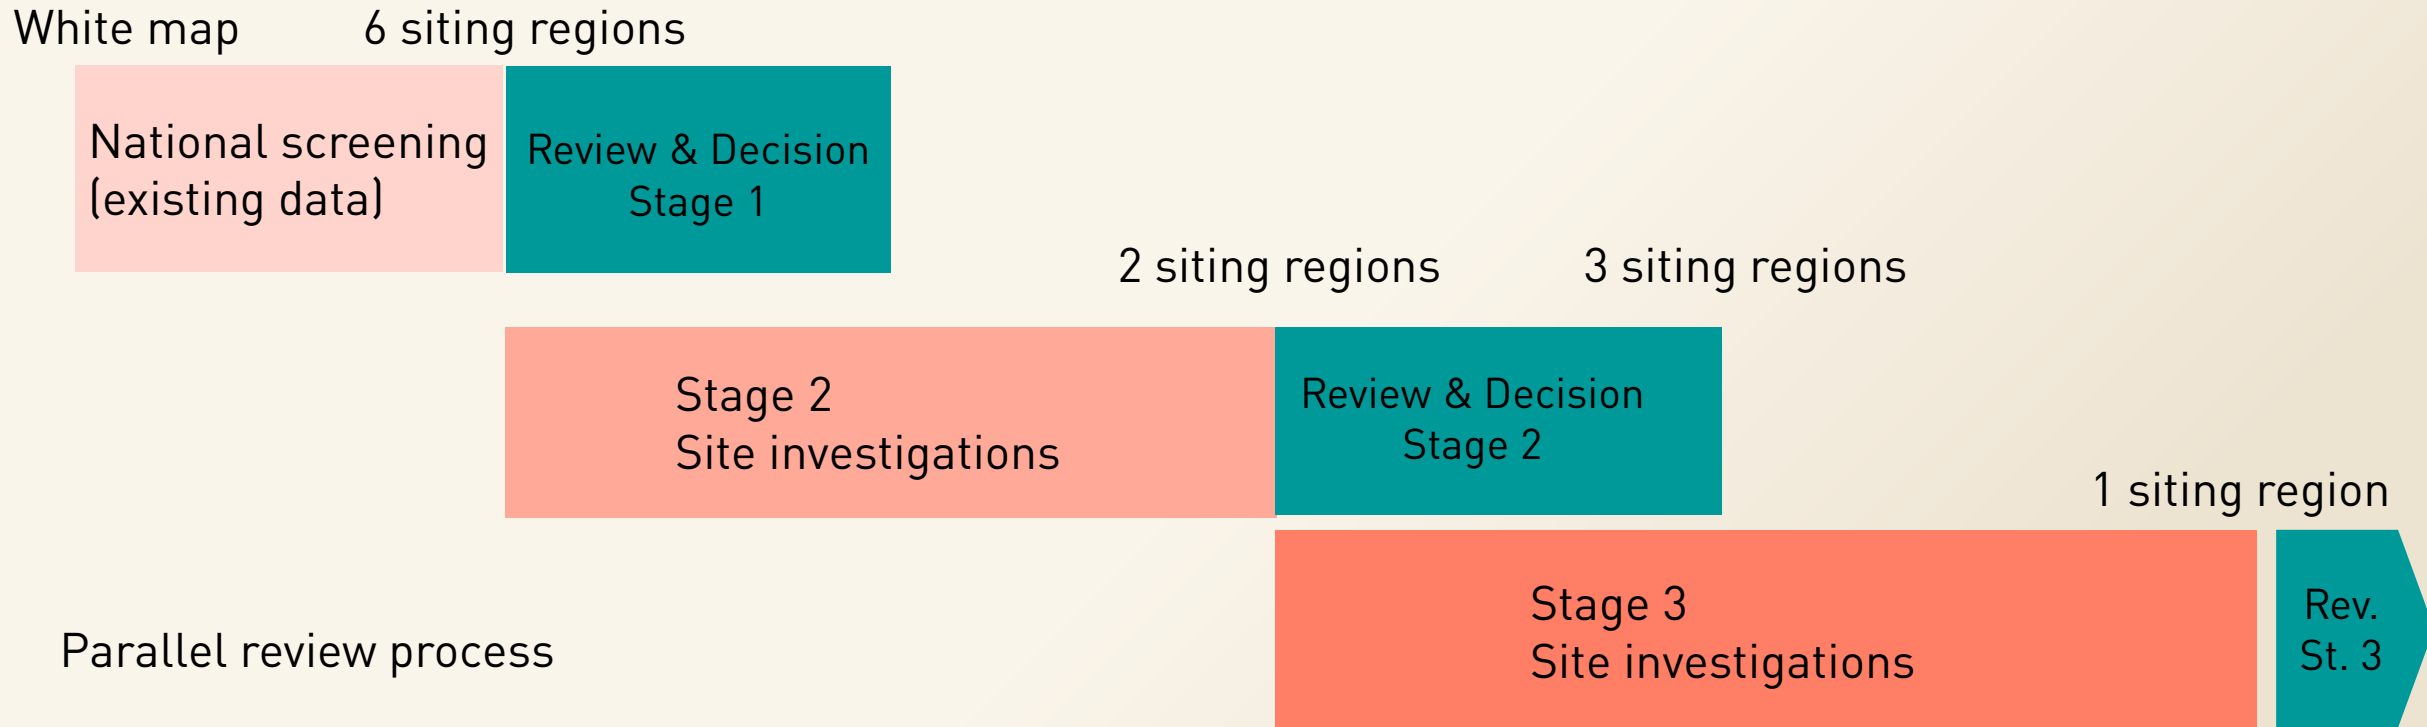 White map
6 siting regions
National screening
(existing data)
Review & Decision
Stage 1
2 siting regions
3 siting regions
Stage 2
Site investigations
Review & Decision
Stage 2
1 siting region
Stage 3
Site investigations
Rev.
St. 3
Parallel review process